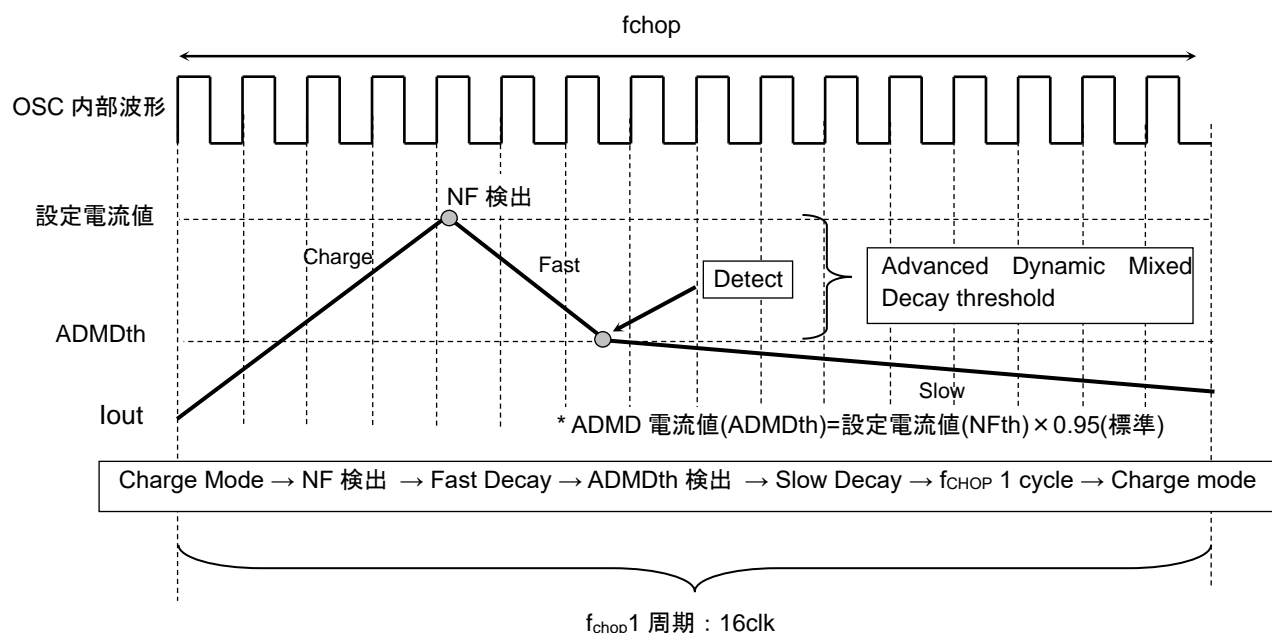 fchop
OSC 内部波形
設定電流値
NF 検出
Charge
Fast
Detect
Advanced Dynamic Mixed
Decay threshold
ADMDth
Slow
Iout
* ADMD 電流値(ADMDth)=設定電流値(NFth)×0.95(標準)
Charge Mode → NF 検出 → Fast Decay → ADMDth 検出 → Slow Decay → fCHOP 1 cycle → Charge mode
fchop1 周期：16clk